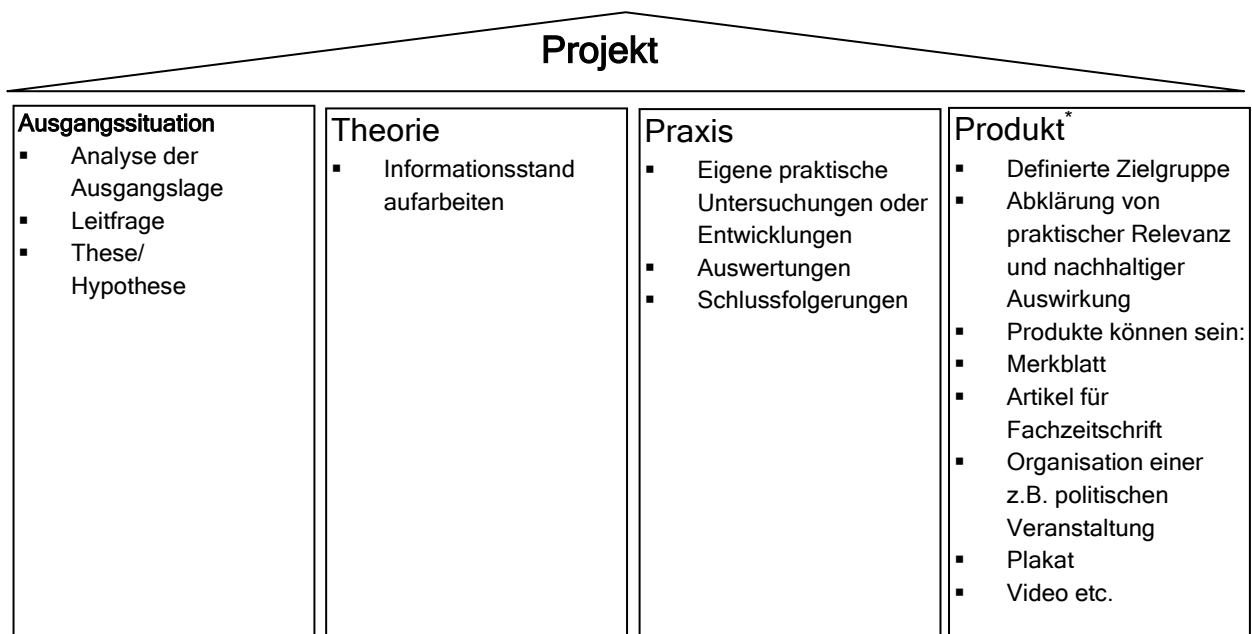 Projekt
Ausgangssituation
▪ Analyse der
Ausgangslage
▪ Leitfrage
▪ These/
Hypothese
Theorie
▪ Informationsstand
aufarbeiten
Praxis
▪ Eigene praktische
Untersuchungen oder
Entwicklungen
▪ Auswertungen
▪ Schlussfolgerungen
Produkt*
▪ Definierte Zielgruppe
▪ Abklärung von
praktischer Relevanz
und nachhaltiger
Auswirkung
▪ Produkte können sein:
▪ Merkblatt
▪ Artikel für
Fachzeitschrift
▪ Organisation einer
z.B. politischen
Veranstaltung
▪ Plakat
▪ Video etc.